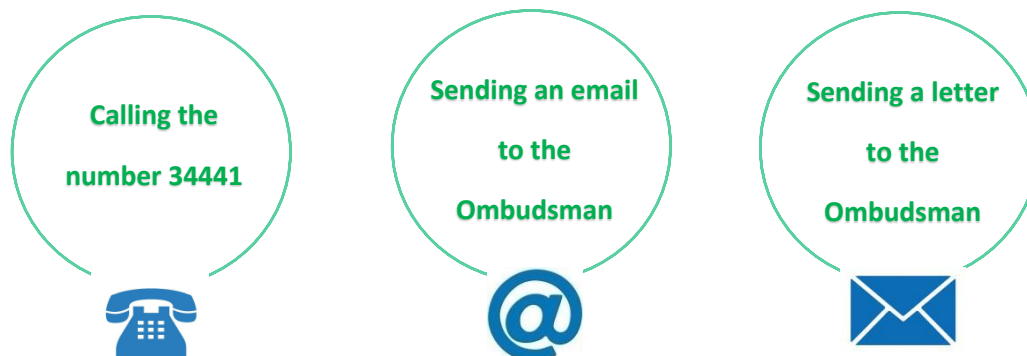 Calling the
number 34441
Sending an email
to the
Ombudsman
Sending a letter
to the
Ombudsman